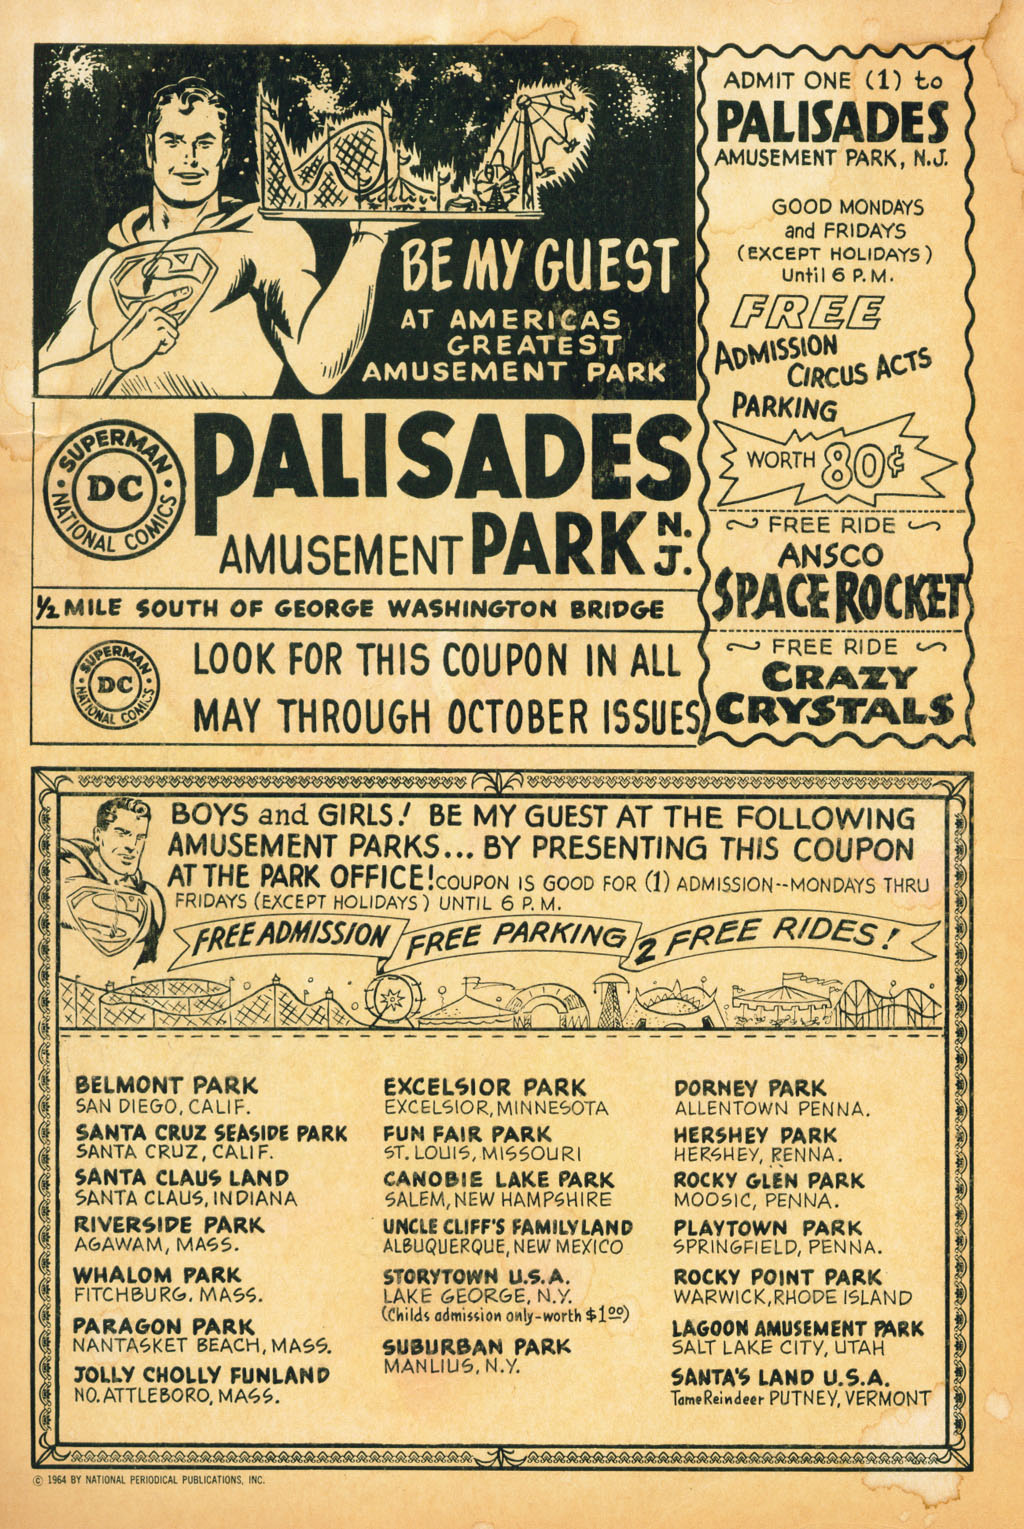 BE MY GUEST
AT AMERICAS
GREATEST
AMUSEMENT PARK
SUPERMAN
DC
NATIONAL COMICS
PALISADES
AMUSEMENT PARK N.J.
1/2 MILE SOUTH OF GEORGE WASHINGTON BRIDGE
SUPERMAN
DC
NATIONAL COMICS
LOOK FOR THIS COUPON IN ALL
MAY THROUGH OCTOBER ISSUES
ADMIT ONE (1) to
PALISADES
AMUSEMENT PARK, N.J.
GOOD MONDAYS
and FRIDAYS
(EXCEPT HOLIDAYS)
Until 6 P.M.
FREE
ADMISSION
CIRCUS ACTS
PARKING
WORTH 80¢
FREE RIDE
ANSCO
SPACE ROCKET
FREE RIDE
CRAZY
CRYSTALS
BOYS and GIRLS! BE MY GUEST AT THE FOLLOWING
AMUSEMENT PARKS... BY PRESENTING THIS COUPON
AT THE PARK OFFICE! COUPON IS GOOD FOR (1) ADMISSION--MONDAYS THRU
FRIDAYS (EXCEPT HOLIDAYS) UNTIL 6 P.M.
FREE ADMISSION FREE PARKING 2 FREE RIDES!
BELMONT PARK
SAN DIEGO, CALIF.
SANTA CRUZ SEASIDE PARK
SANTA CRUZ, CALIF.
SANTA CLAUS LAND
SANTA CLAUS, INDIANA
RIVERSIDE PARK
AGAWAM, MASS.
WHALOM PARK
FITCHBURG. MASS.
PARAGON PARK
NANTASKET BEACH, MASS.
JOLLY CHOLLY FUNLAND
NO. ATTLEBORO, MASS.
EXCELSIOR PARK
EXCELSIOR, MINNESOTA
FUN FAIR PARK
ST. LOUIS, MISSOURI
CANOBIE LAKE PARK
SALEM, NEW HAMPSHIRE
UNCLE CLIFF'S FAMILYLAND
ALBUQUERQUE, NEW MEXICO
STORYTOWN U.S.A.
LAKE GEORGE, N.Y.
(Childs admission only-worth $1.00)
SUBURBAN PARK
MANLIUS, N.Y.
DORNEY PARK
ALLENTOWN PENNA.
HERSHEY PARK
HERSHEY, PENNA.
ROCKY GLEN PARK
MOOSIC, PENNA.
PLAYTOWN PARK
SPRINGFIELD, PENNA.
ROCKY POINT PARK
WARWICK, RHODE ISLAND
LAGOON AMUSEMENT PARK
SALT LAKE CITY, UTAH
SANTA'S LAND U.S.A.
Tame Reindeer PUTNEY, VERMONT
© 1964 BY NATIONAL PERIODICAL PUBLICATIONS, INC.